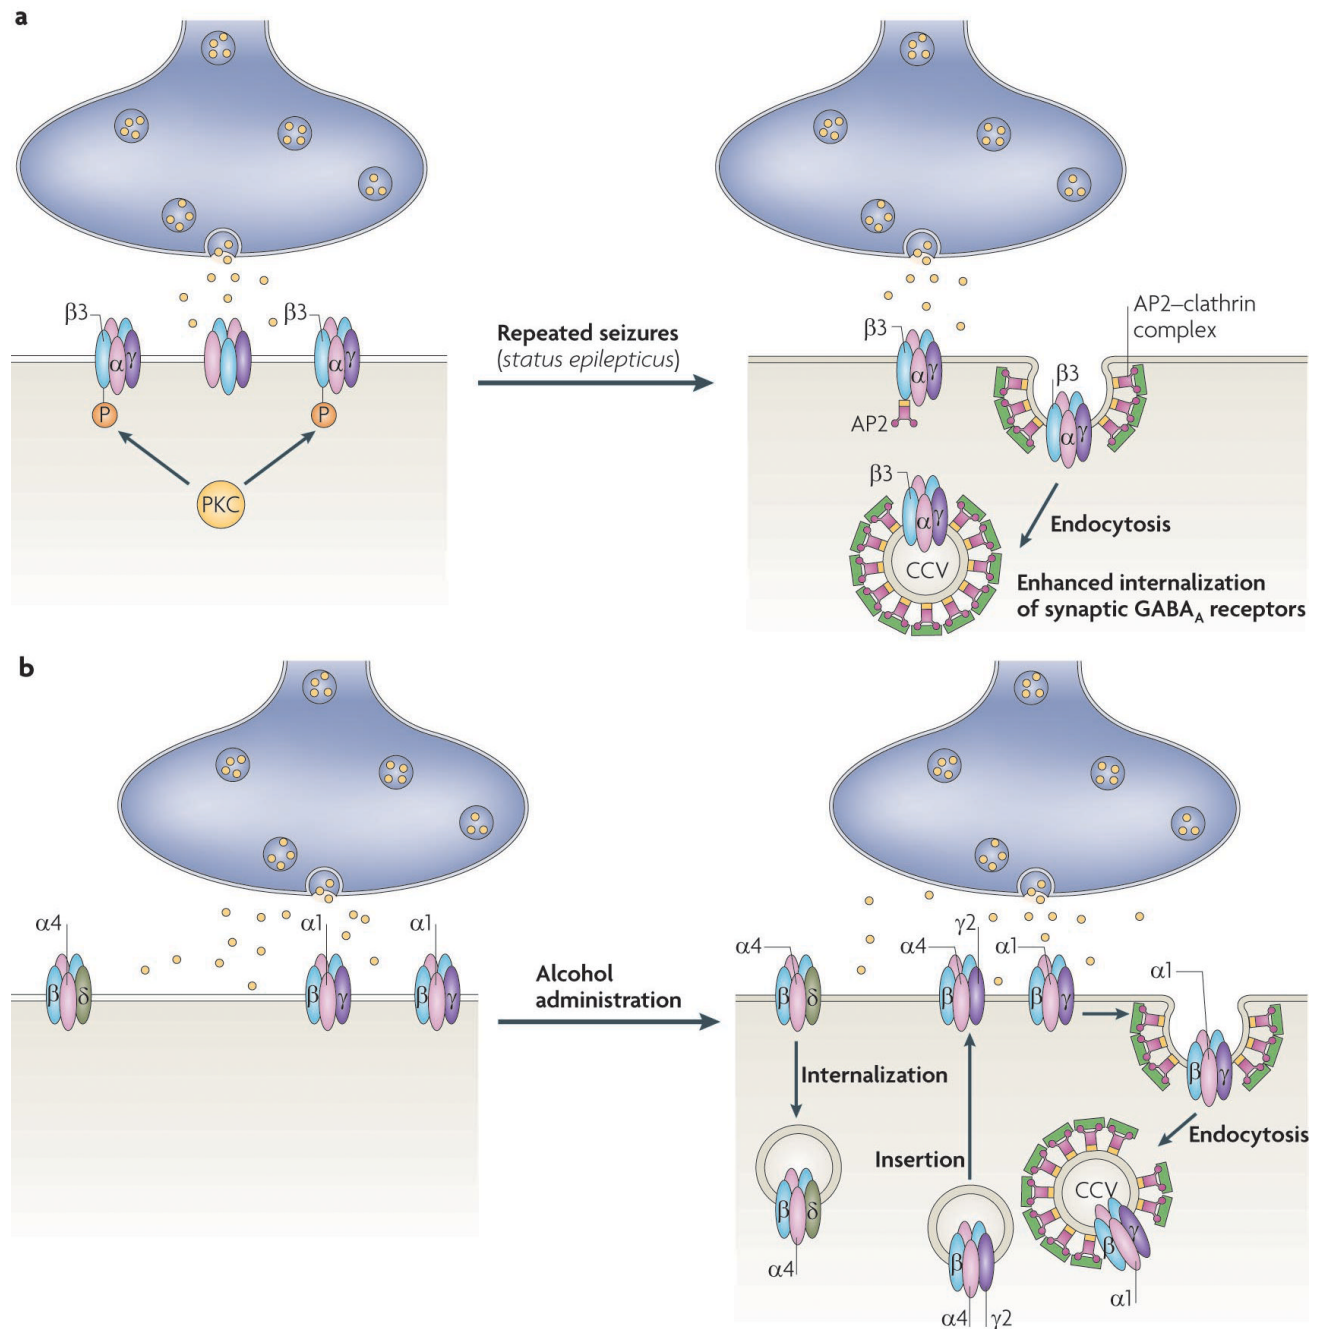 a
β3
β3
α
γ
α
γ
P
P
PKC
Repeated seizures
(status epilepticus)
β3
α
γ
AP2
AP2–clathrin
complex
β3
α
γ
β3
α
γ
CCV
Endocytosis
Enhanced internalization
of synaptic GABA_A receptors
b
α4
α1
α1
β
δ
β
γ
β
γ
Alcohol
administration
α4
α4
γ2
α1
α1
β
δ
β
β
γ
β
γ
Internalization
Insertion
Endocytosis
β
δ
α4
β
α4
γ2
CCV
β
γ
α1